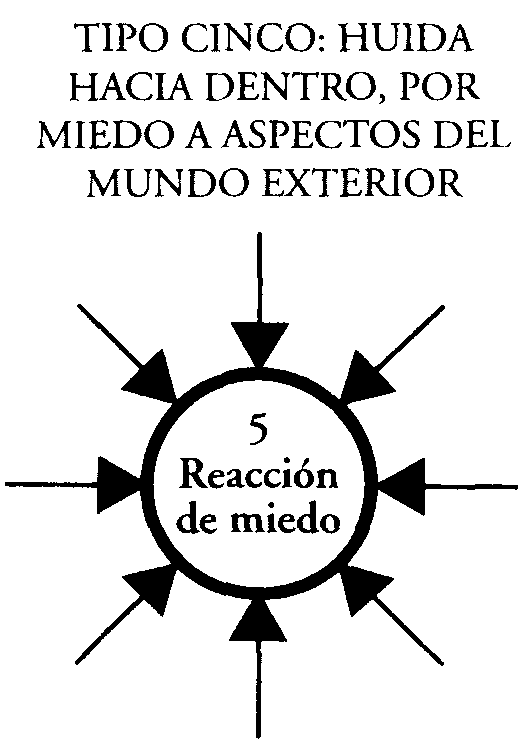 TIPO CINCO: HUIDA
HACIA DENTRO, POR
MIEDO A ASPECTOS DEL
MUNDO EXTERIOR
5
Reacción
de miedo